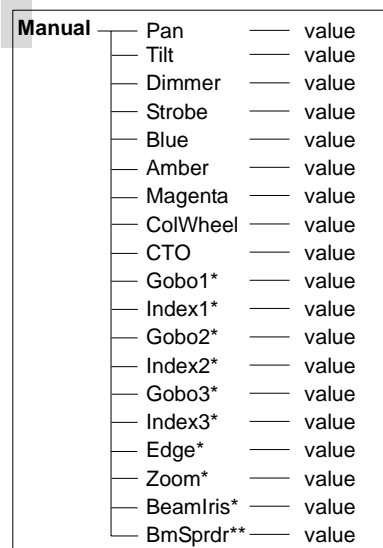 Manual Pan value
Tilt value
Dimmer value
Strobe value
Blue value
Amber value
Magenta value
ColWheel value
CTO value
Gobo1* value
Index1* value
Gobo2* value
Index2* value
Gobo3* value
Index3* value
Edge* value
Zoom* value
BeamIris* value
BmSprdr** value